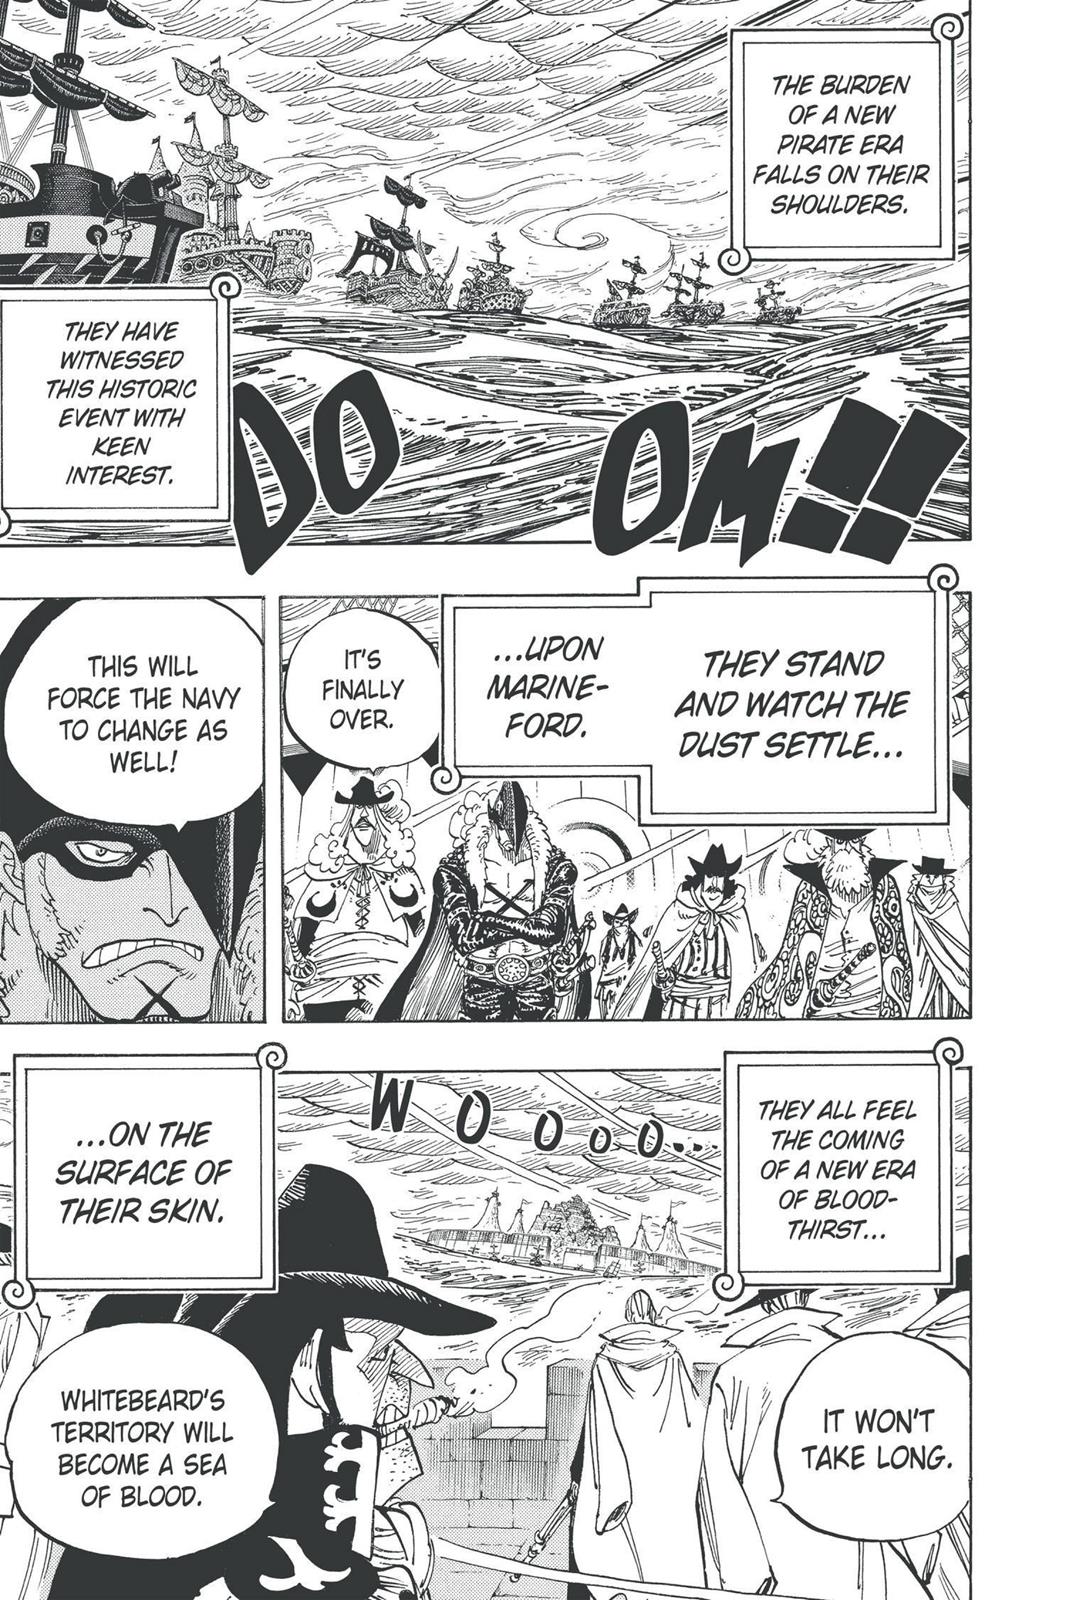 THE BURDEN
OF A NEW
PIRATE ERA
FALLS ON THEIR
SHOULDERS.
THEY HAVE
WITNESSED
THIS HISTORIC
EVENT WITH
KEEN
INTEREST.
DO OM!!
THEY STAND
AND WATCH THE
DUST SETTLE...
...UPON
MARINE-
FORD.
IT'S
FINALLY
OVER.
THIS WILL
FORCE THE NAVY
TO CHANGE AS
WELL!
THEY ALL FEEL
THE COMING
OF A NEW ERA
OF BLOOD-
THIRST...
WOooO...
...ON THE
SURFACE OF
THEIR SKIN.
IT WON'T
TAKE LONG.
WHITEBEARD'S
TERRITORY WILL
BECOME A SEA
OF BLOOD.